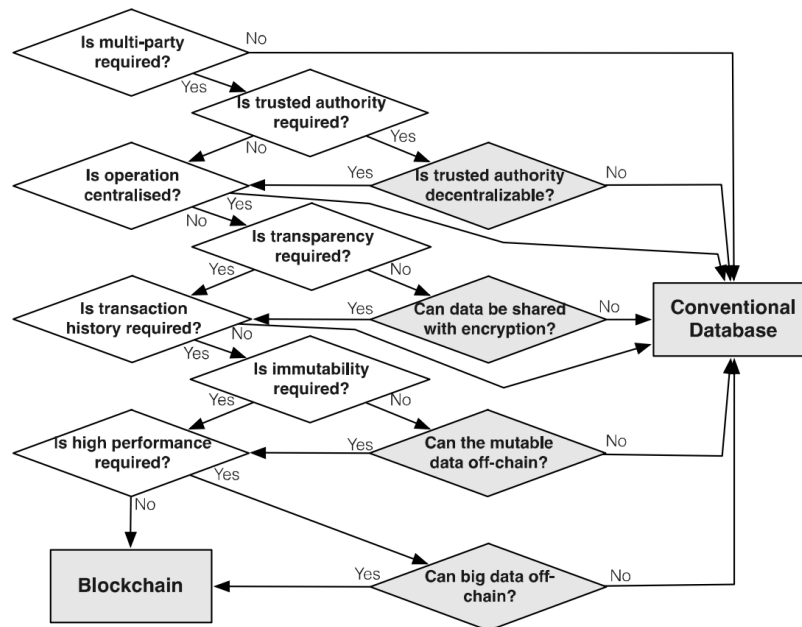 Is multi-party
required?
No
Yes
Is trusted authority
required?
No
Yes
Is operation
centralised?
Yes
Is trusted authority
decentralizable?
No
Yes
No
Is transparency
required?
Yes
No
Is transaction
history required?
Yes
Can data be shared
with encryption?
No
Conventional
Database
No
Yes
Is immutability
required?
Yes
No
Is high performance
required?
Yes
Can the mutable
data off-chain?
No
Yes
No
Blockchain
Yes
Can big data off-
chain?
No